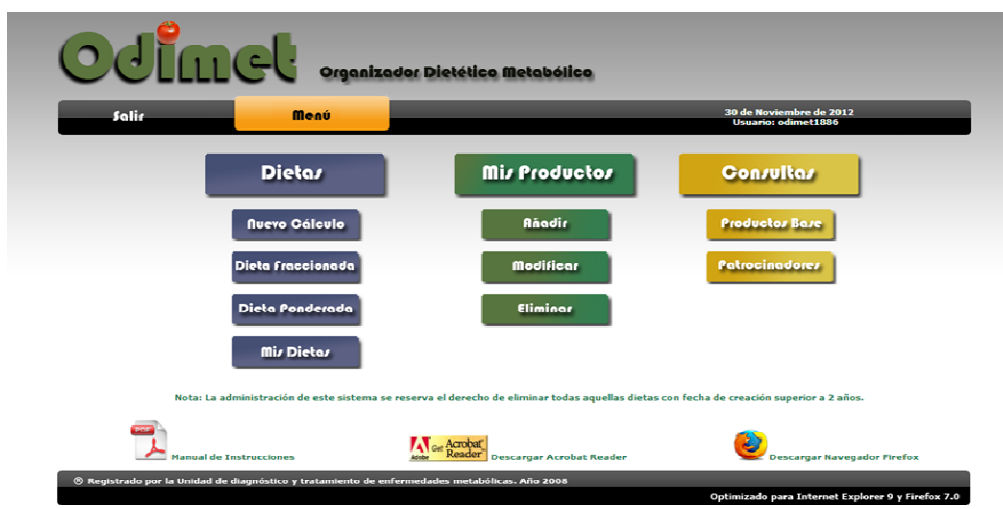 Odimet
Organizador Dietético Metabólico
Salir
Menú
30 de Noviembre de 2012
Usuario: odimet1886
Dietas
Mis Productos
Consultas
Nuevo Cálculo
Añadir
Productos Base
Dieta Fraccionada
Modificar
Patrocinadores
Dieta Ponderada
Eliminar
Mis Dietas
Nota: La administración de este sistema se reserva el derecho de eliminar todas aquellas dietas con fecha de creación superior a 2 años.
PDF
Manual de Instrucciones
Adobe
Get Acrobat Reader
Descargar Acrobat Reader
Descargar Navegador Firefox
® Registrado por la Unidad de diagnóstico y tratamiento de enfermedades metabólicas. Año 2008
Optimizado para Internet Explorer 9 y Firefox 7.0